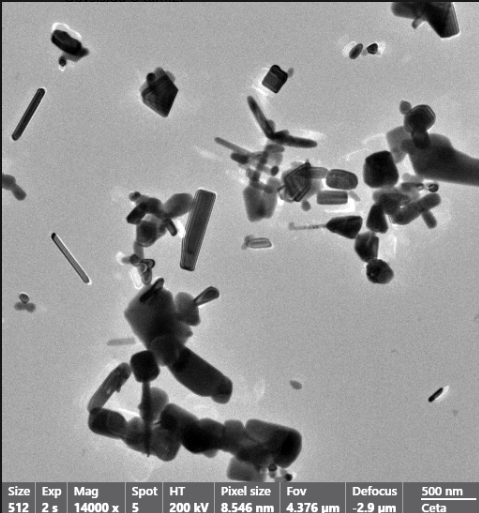 Size Exp Mag Spot HT Pixel size Fov Defocus 500 nm
512 2 s 14000 x 5 200 kV 8.546 nm 4.376 µm -2.9 µm Ceta